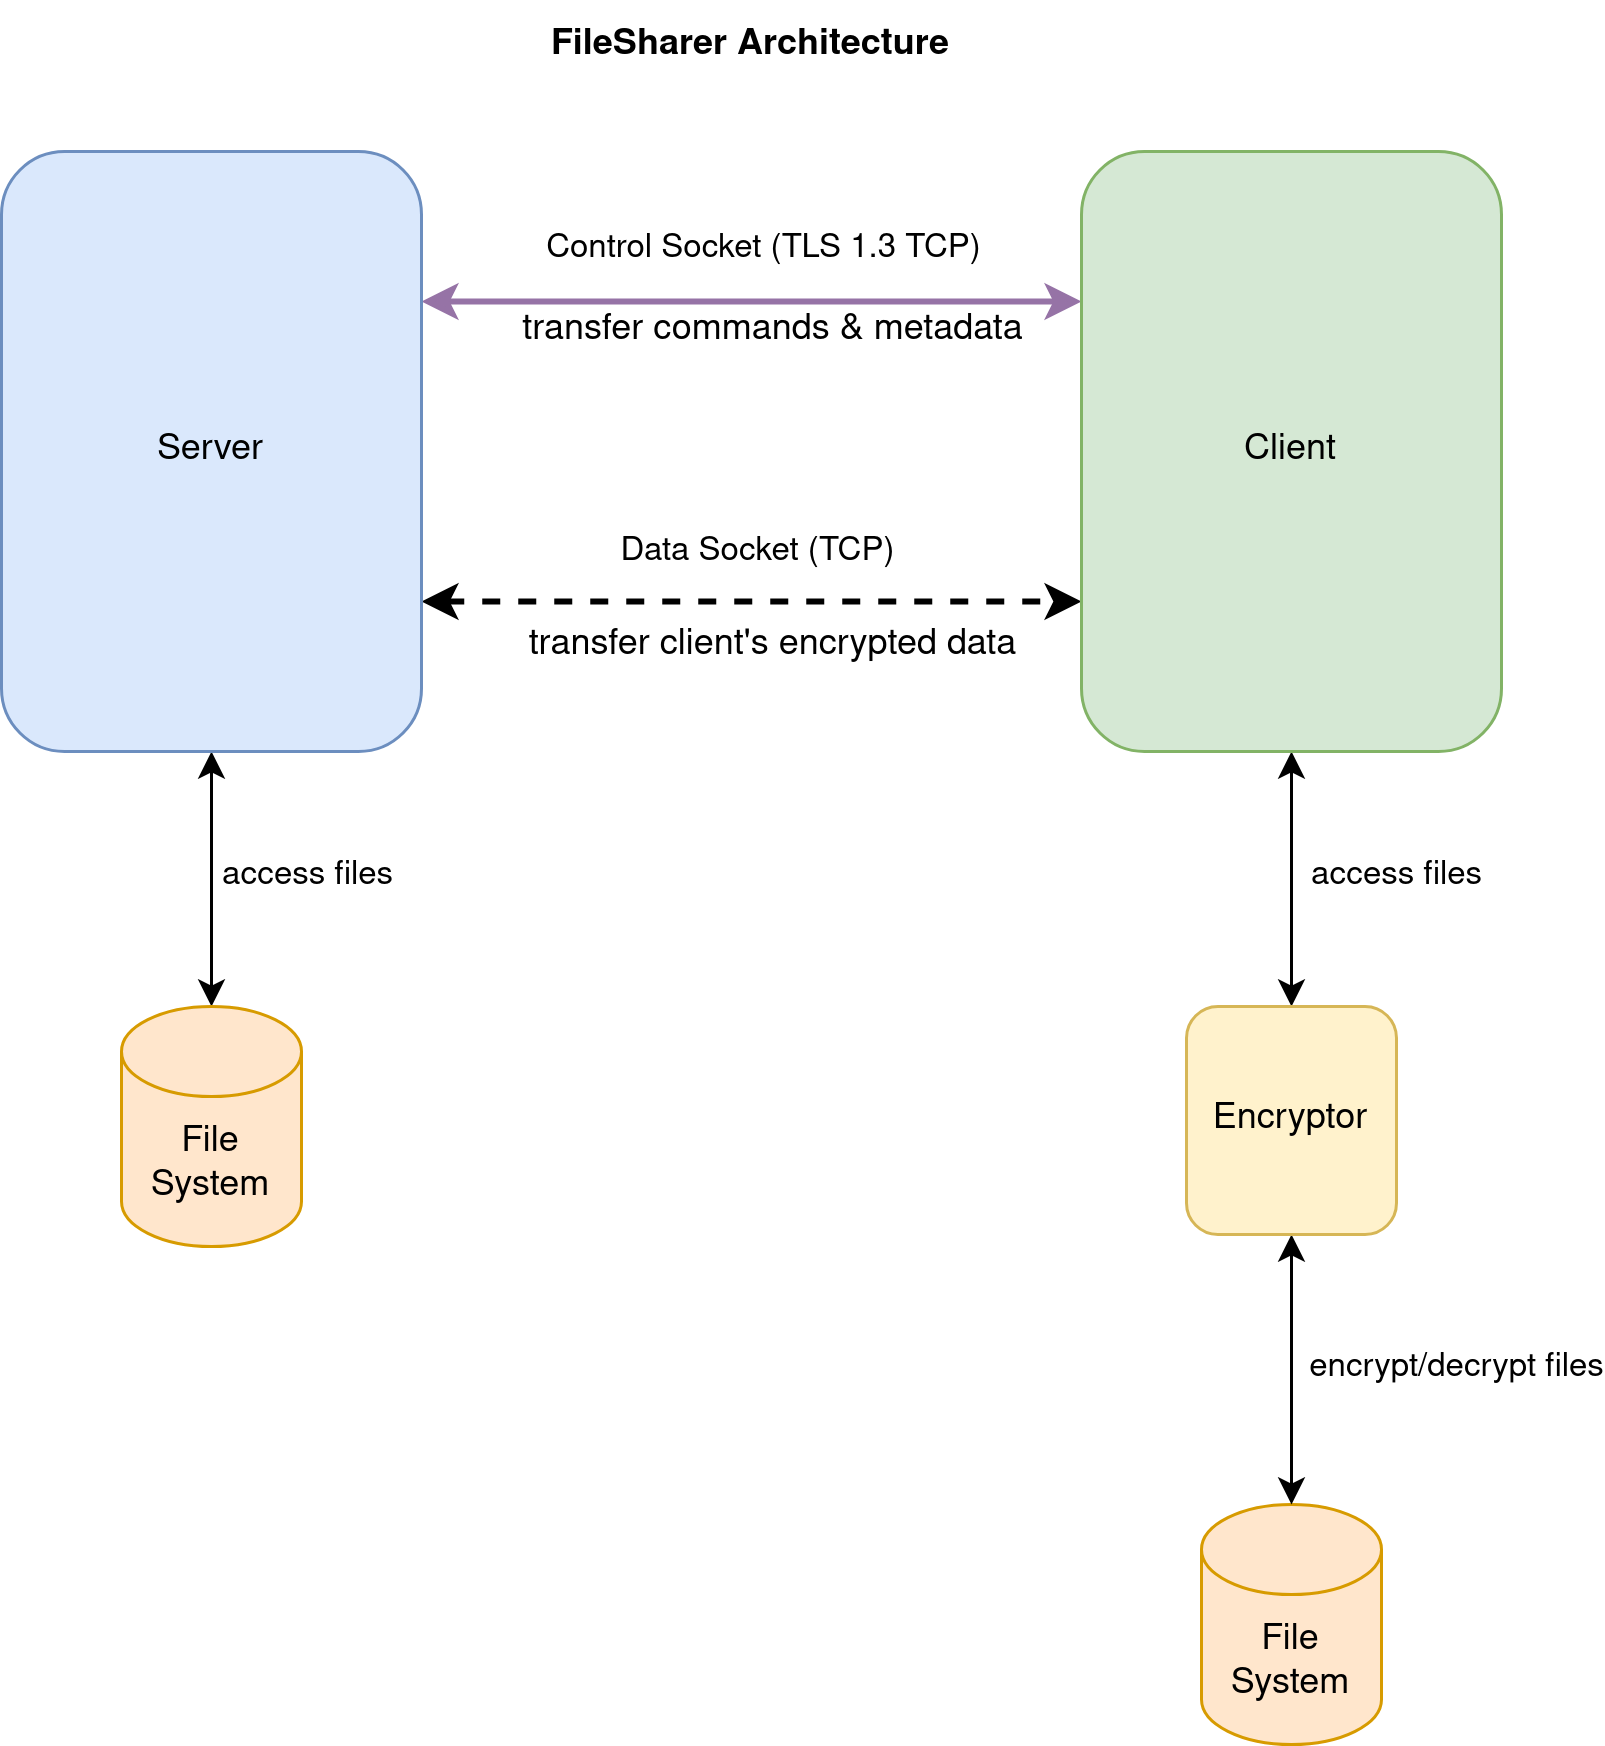 FileSharer Architecture
Control Socket (TLS 1.3 TCP)
transfer commands & metadata
Server
Client
Data Socket (TCP)
transfer client's encrypted data
access files
access files
File
System
Encryptor
encrypt/decrypt files
File
System